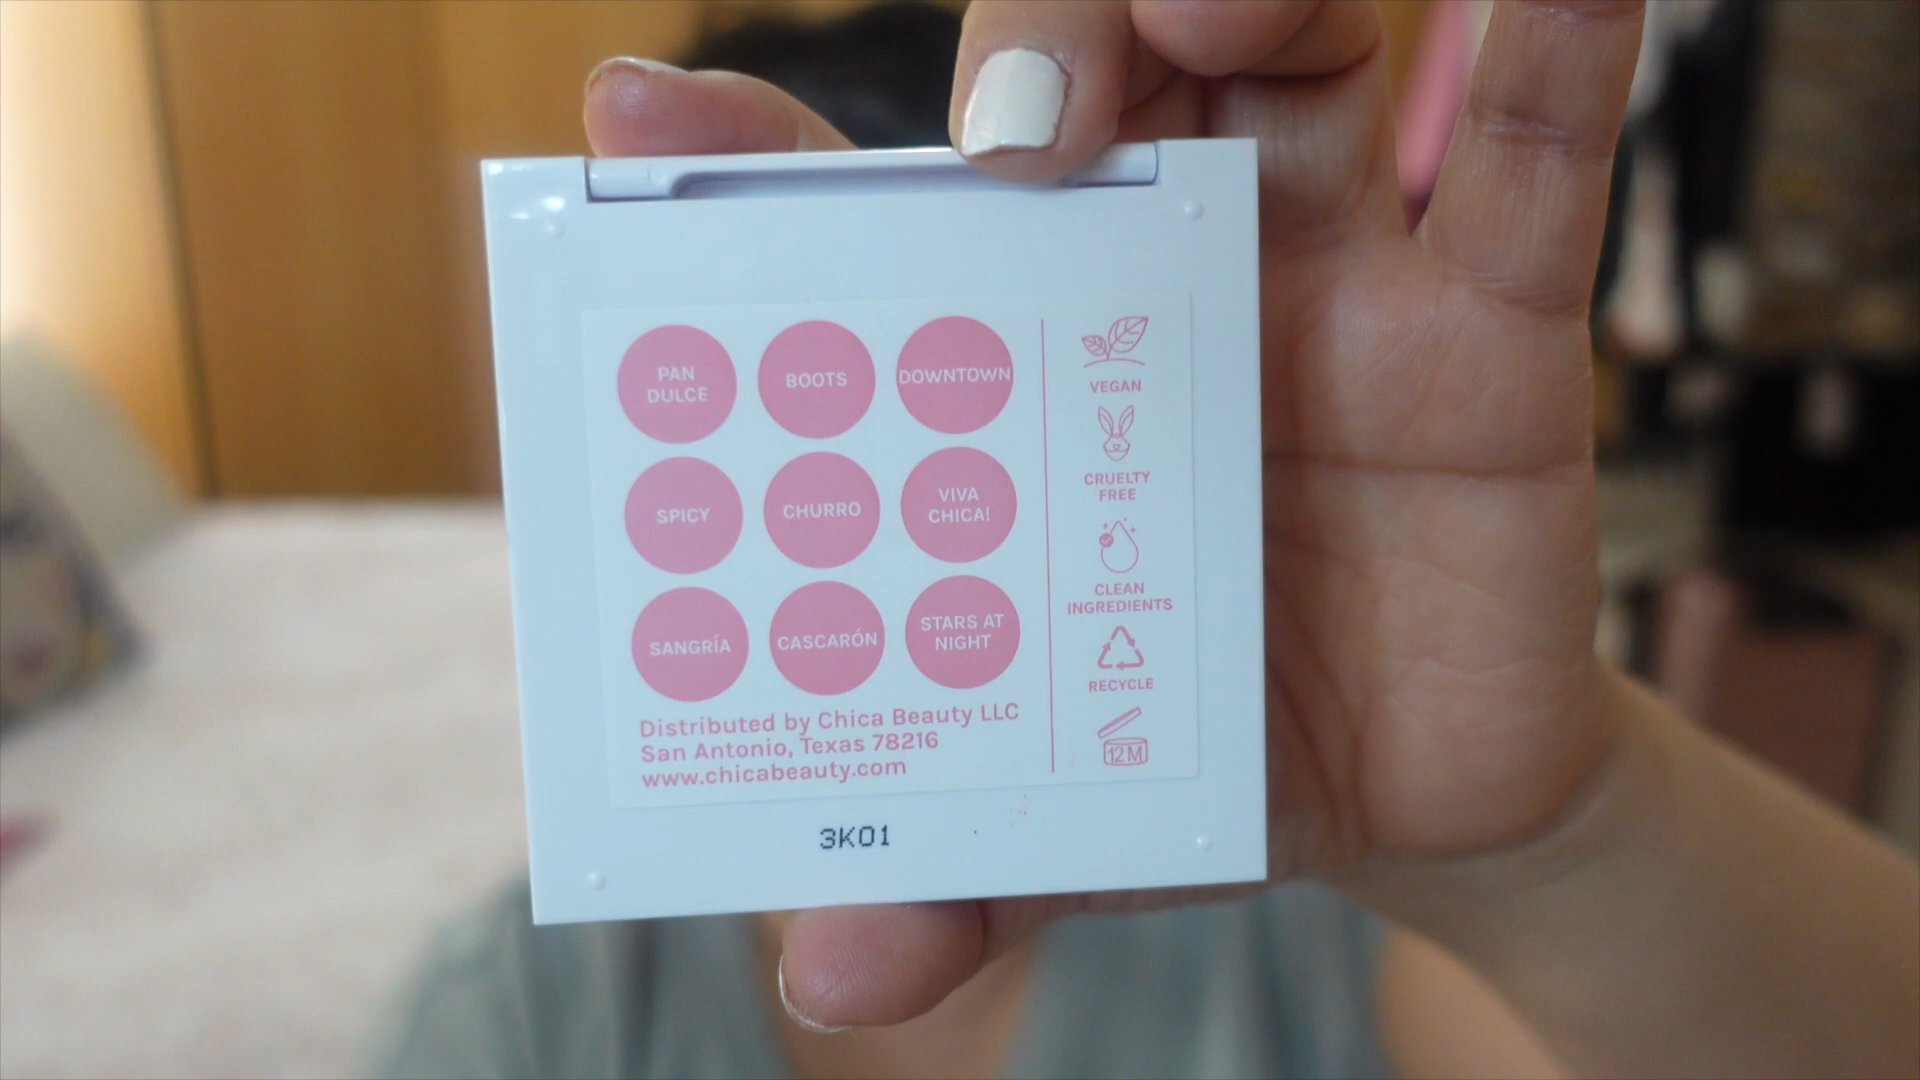 PAN
DULCE
BOOTS
DOWNTOWN
SPICY
CHURRO
VIVA
CHICA!
SANGRÍA
CASCARÓN
STARS AT
NIGHT
Distributed by Chica Beauty LLC
San Antonio, Texas 78216
www.chicabeauty.com
VEGAN
CRUELTY
FREE
CLEAN
INGREDIENTS
RECYCLE
12M
3K01